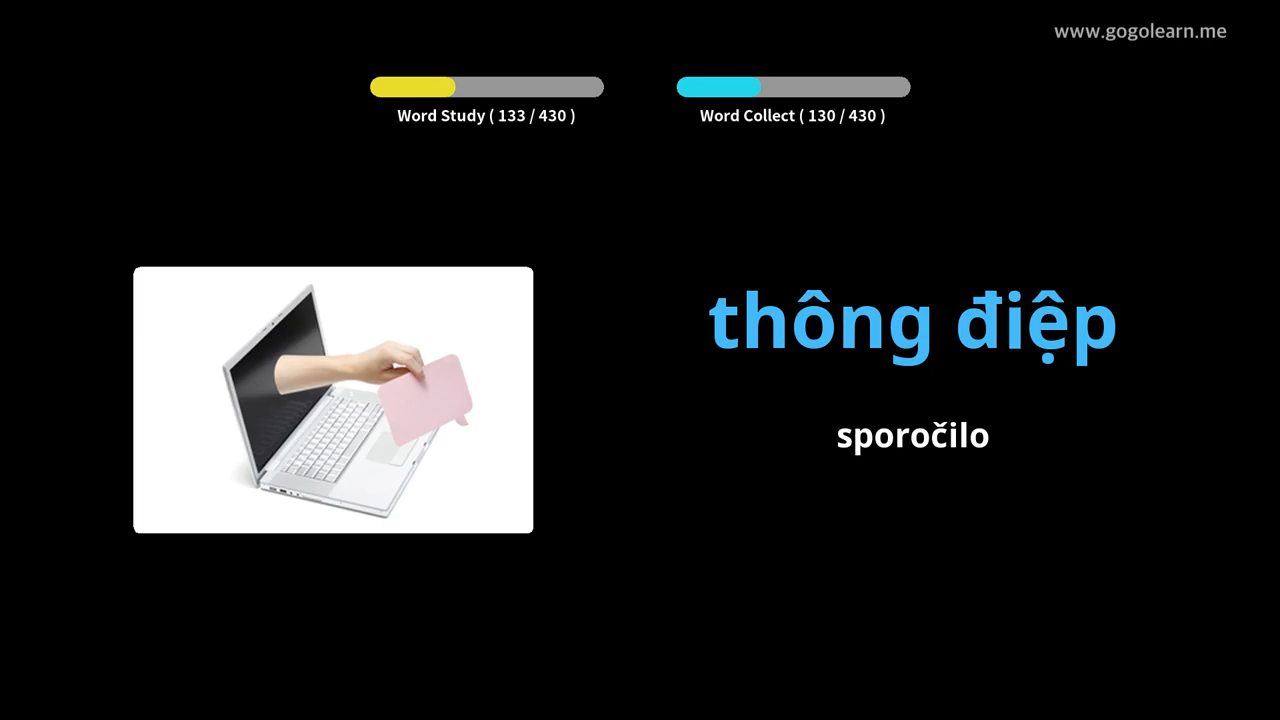 www.gogolearn.me
Word Study ( 133 / 430 )
Word Collect ( 130 / 430 )
thông điệp
sporočilo